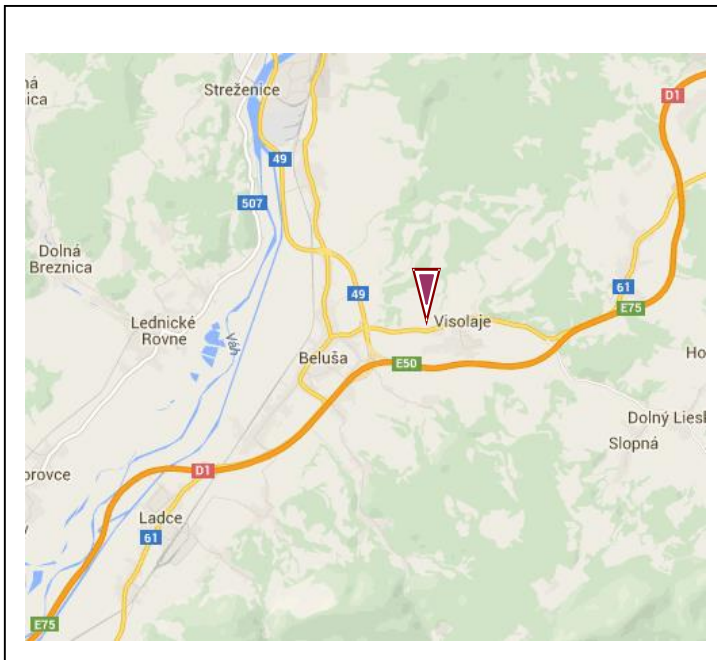 Streženice
D1
49
507
Dolná
Breznica
61
49
E75
Lednické
Rovne
Váh
Visolaje
Beluša
E50
Dolný
Slopná
D1
Ladce
61
E75